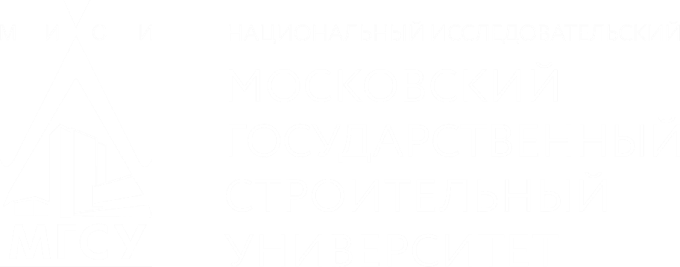 НАЦИОНАЛЬНЫЙ ИССЛЕДОВАТЕЛЬСКИЙ
МОСКОВСКИЙ
ГОСУДАРСТВЕННЫЙ
СТРОИТЕЛЬНЫЙ
УНИВЕРСИТЕТ